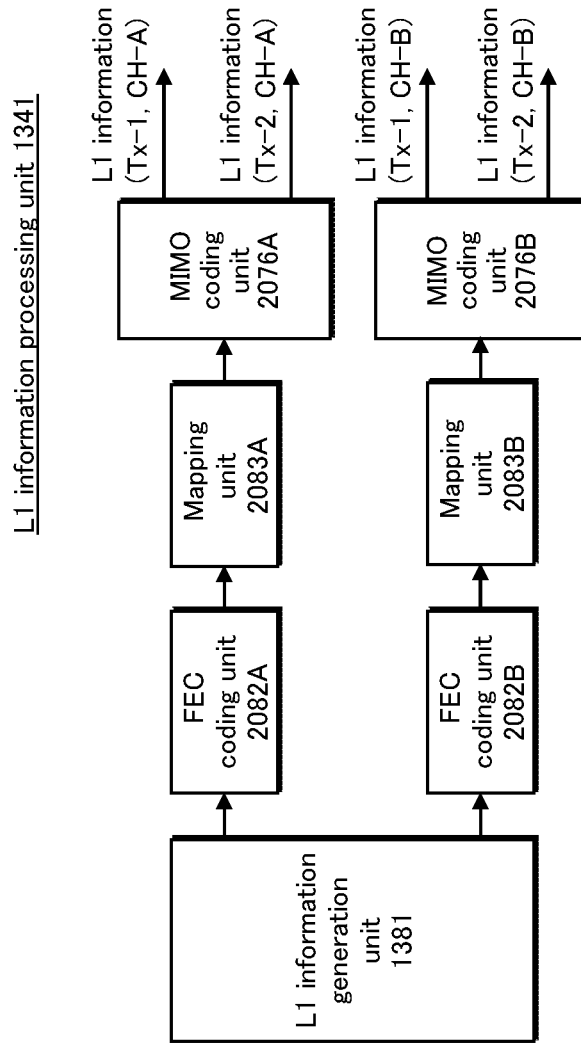 L1 information processing unit 1341
L1 information
generation
unit
1381
FEC
coding unit
2082A
Mapping
unit
2083A
MIMO
coding
unit
2076A
L1 information
(Tx-1, CH-A)
L1 information
(Tx-2, CH-A)
FEC
coding unit
2082B
Mapping
unit
2083B
MIMO
coding
unit
2076B
L1 information
(Tx-1, CH-B)
L1 information
(Tx-2, CH-B)